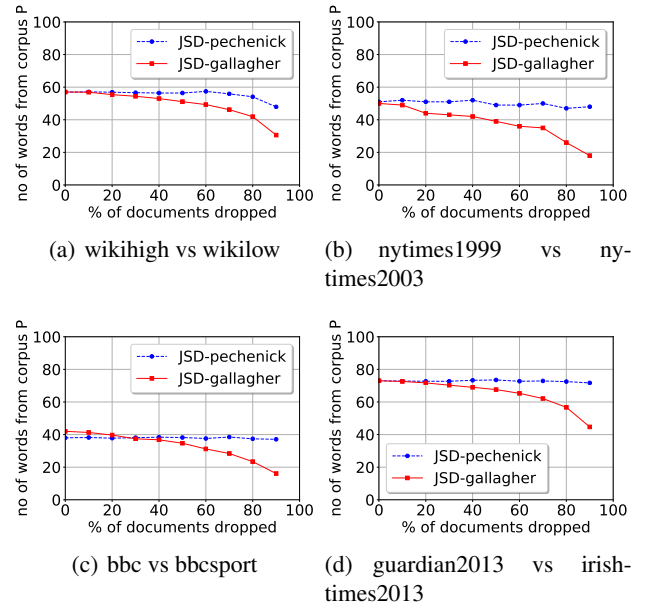 no of words from corpus P
100
80
60
40
20
0
JSD-pechenick
JSD-gallagher
0 20 40 60 80 100
% of documents dropped
(a) wikihigh vs wikilow
no of words from corpus P
100
80
60
40
20
0
JSD-pechenick
JSD-gallagher
0 20 40 60 80 100
% of documents dropped
(b) nytimes1999 vs ny-
times2003
no of words from corpus P
100
80
60
40
20
0
JSD-pechenick
JSD-gallagher
0 20 40 60 80 100
% of documents dropped
(c) bbc vs bbcsport
no of words from corpus P
100
80
60
40
20
0
JSD-pechenick
JSD-gallagher
0 20 40 60 80 100
% of documents dropped
(d) guardian2013 vs irish-
times2013